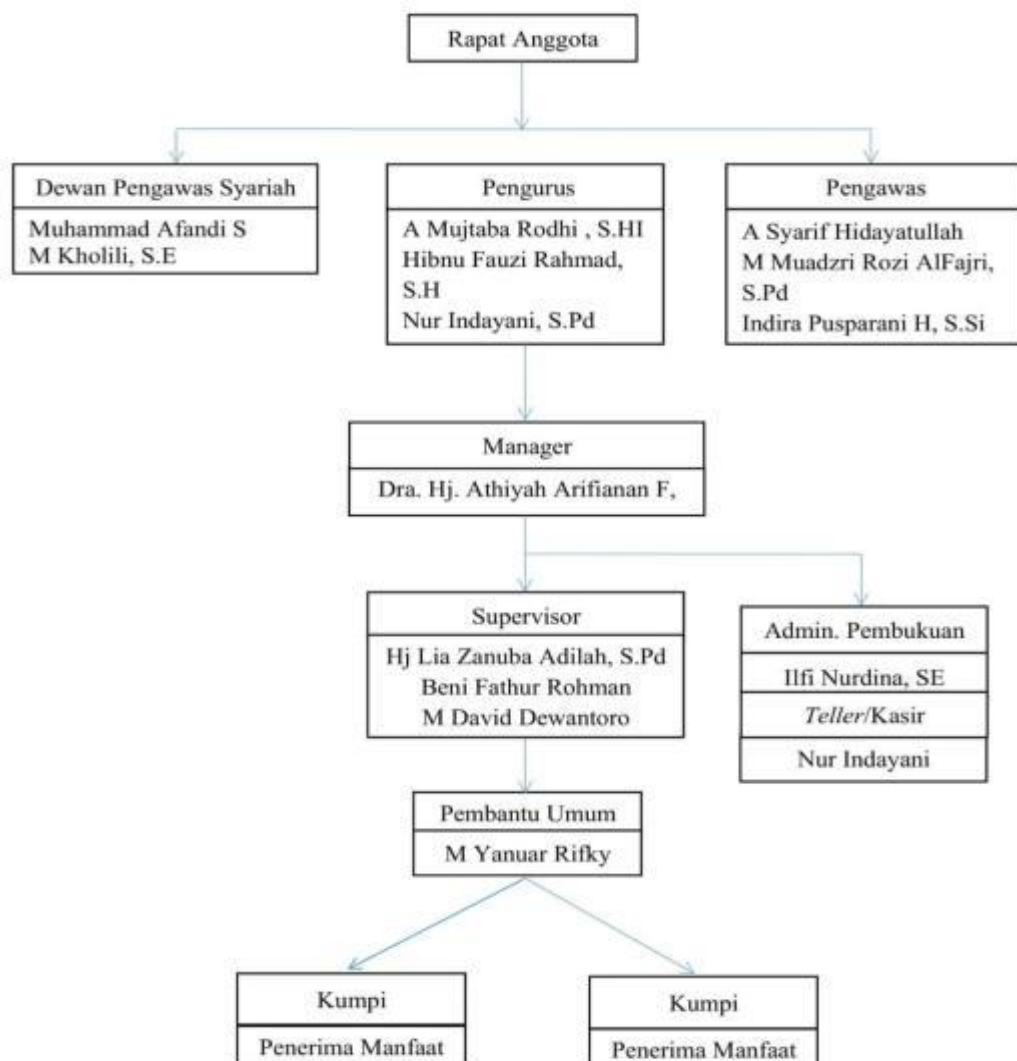 Rapat Anggota
Dewan Pengawas Syariah
Muhammad Afandi S
M Kholili, S.E
Pengurus
A Mujtaba Rodhi , S.HI
Hibnu Fauzi Rahmad,
S.H
Nur Indayani, S.Pd
Pengawas
A Syarif Hidayatullah
M Muadzri Rozi AlFajri,
S.Pd
Indira Pusparani H, S.Si
Manager
Dra. Hj. Athiyah Arifianan F,
Supervisor
Hj Lia Zanuba Adilah, S.Pd
Beni Fathur Rohman
M David Dewantoro
Admin. Pembukuan
Ilfi Nurdina, SE
Teller/Kasir
Nur Indayani
Pembantu Umum
M Yanuar Rifky
Kumpi
Penerima Manfaat
Kumpi
Penerima Manfaat